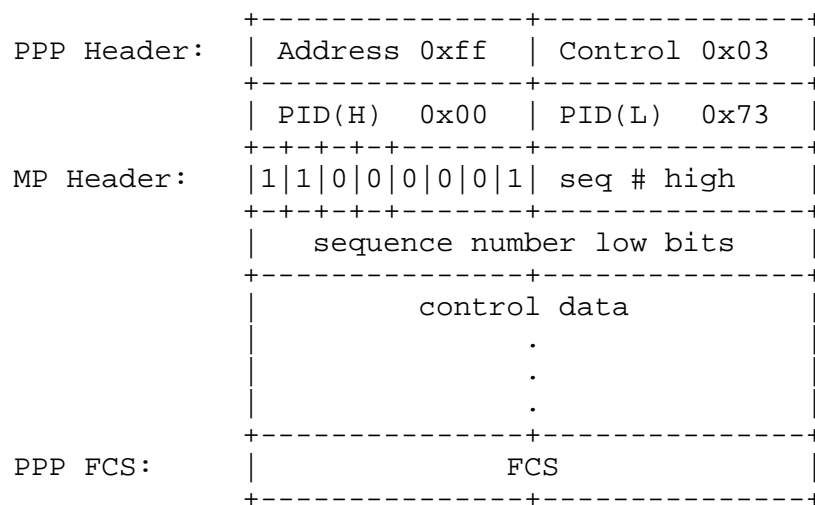 +---------------+---------------+
PPP Header: | Address 0xff | Control 0x03 |
            +---------------+---------------+
            | PID(H) 0x00 | PID(L) 0x73 |
            +-+-+-+-+-------+---------------+
MP Header: |1|1|0|0|0|0|0|1| seq # high |
            +-+-+-+-+-------+---------------+
            | sequence number low bits |
            +---------------+---------------+
            | control data |
            | . |
            | . |
            | . |
            +---------------+---------------+
PPP FCS: | FCS |
            +---------------+---------------+